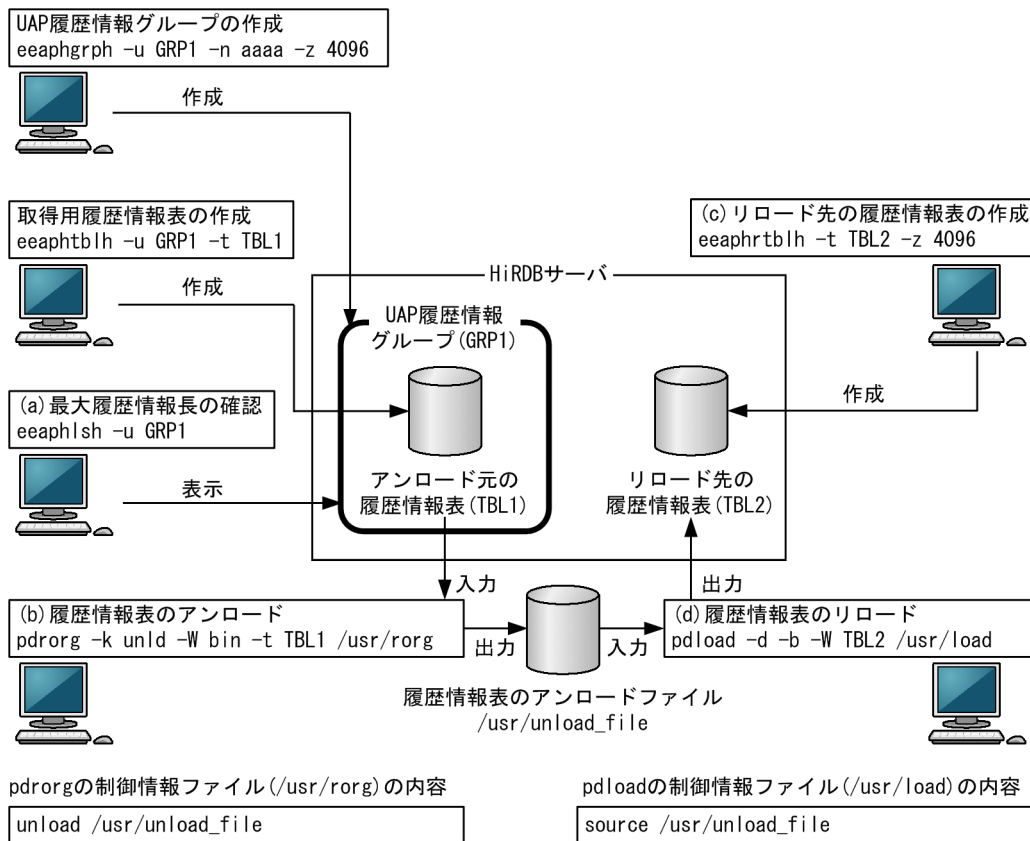 UAP履歴情報グループの作成
eeaphgrph -u GRP1 -n aaaa -z 4096
作成
取得用履歴情報表の作成
eeaphtblh -u GRP1 -t TBL1
作成
(c)リロード先の履歴情報表の作成
eeaphrtblh -t TBL2 -z 4096
作成
HiRDBサーバ
UAP履歴情報
グループ(GRP1)
(a)最大履歴情報長の確認
eeaphlsh -u GRP1
表示
アンロード元の
履歴情報表(TBL1)
リロード先の
履歴情報表(TBL2)
入力
出力
(b)履歴情報表のアンロード
pdrorg -k unld -W bin -t TBL1 /usr/rorg
出力
入力
(d)履歴情報表のリロード
pdload -d -b -W TBL2 /usr/load
履歴情報表のアンロードファイル
/usr/unload_file
pdrorgの制御情報ファイル(/usr/rorg)の内容
unload /usr/unload_file
pdloadの制御情報ファイル(/usr/load)の内容
source /usr/unload_file